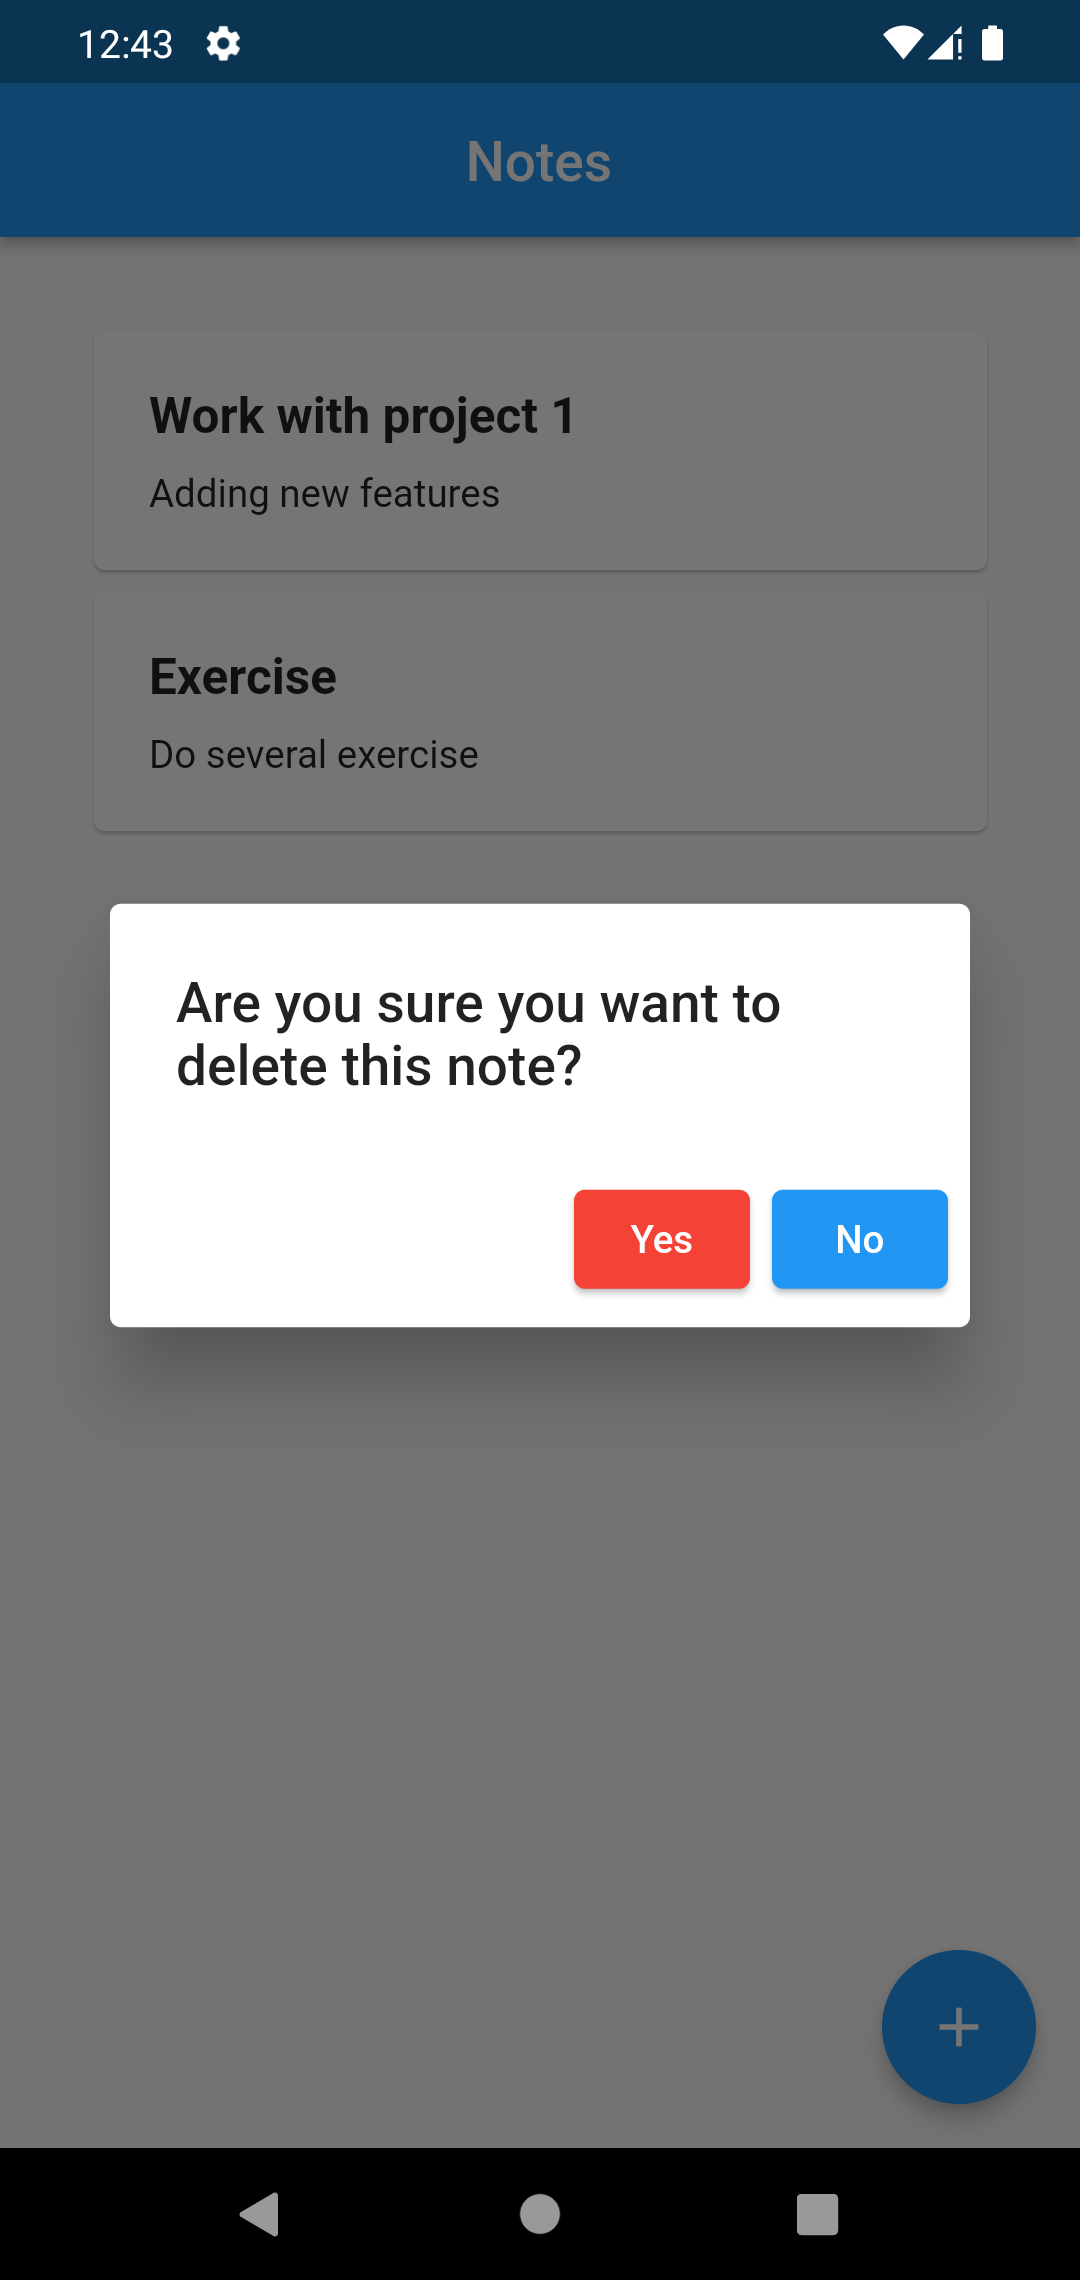 12:43
Notes
Work with project 1
Adding new features
Exercise
Do several exercise
Are you sure you want to
delete this note?
Yes No